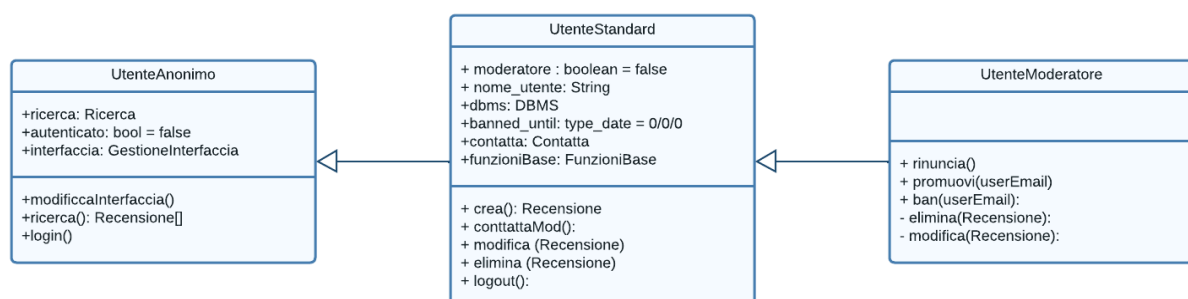 UtenteAnonimo
+ricerca: Ricerca
+autenticato: bool = false
+interfaccia: GestioneInterfaccia
+modificcaInterfaccia()
+ricerca(): Recensione[]
+login()
UtenteStandard
+ moderatore : boolean = false
+ nome_utente: String
+dbms: DBMS
+banned_until: type_date = 0/0/0
+contatta: Contatta
+funzioniBase: FunzioniBase
+ crea(): Recensione
+ conttattaMod():
+ modifica (Recensione)
+ elimina (Recensione)
+ logout():
UtenteModeratore
+ rinuncia()
+ promuovi(userEmail)
+ ban(userEmail):
- elimina(Recensione):
- modifica(Recensione):